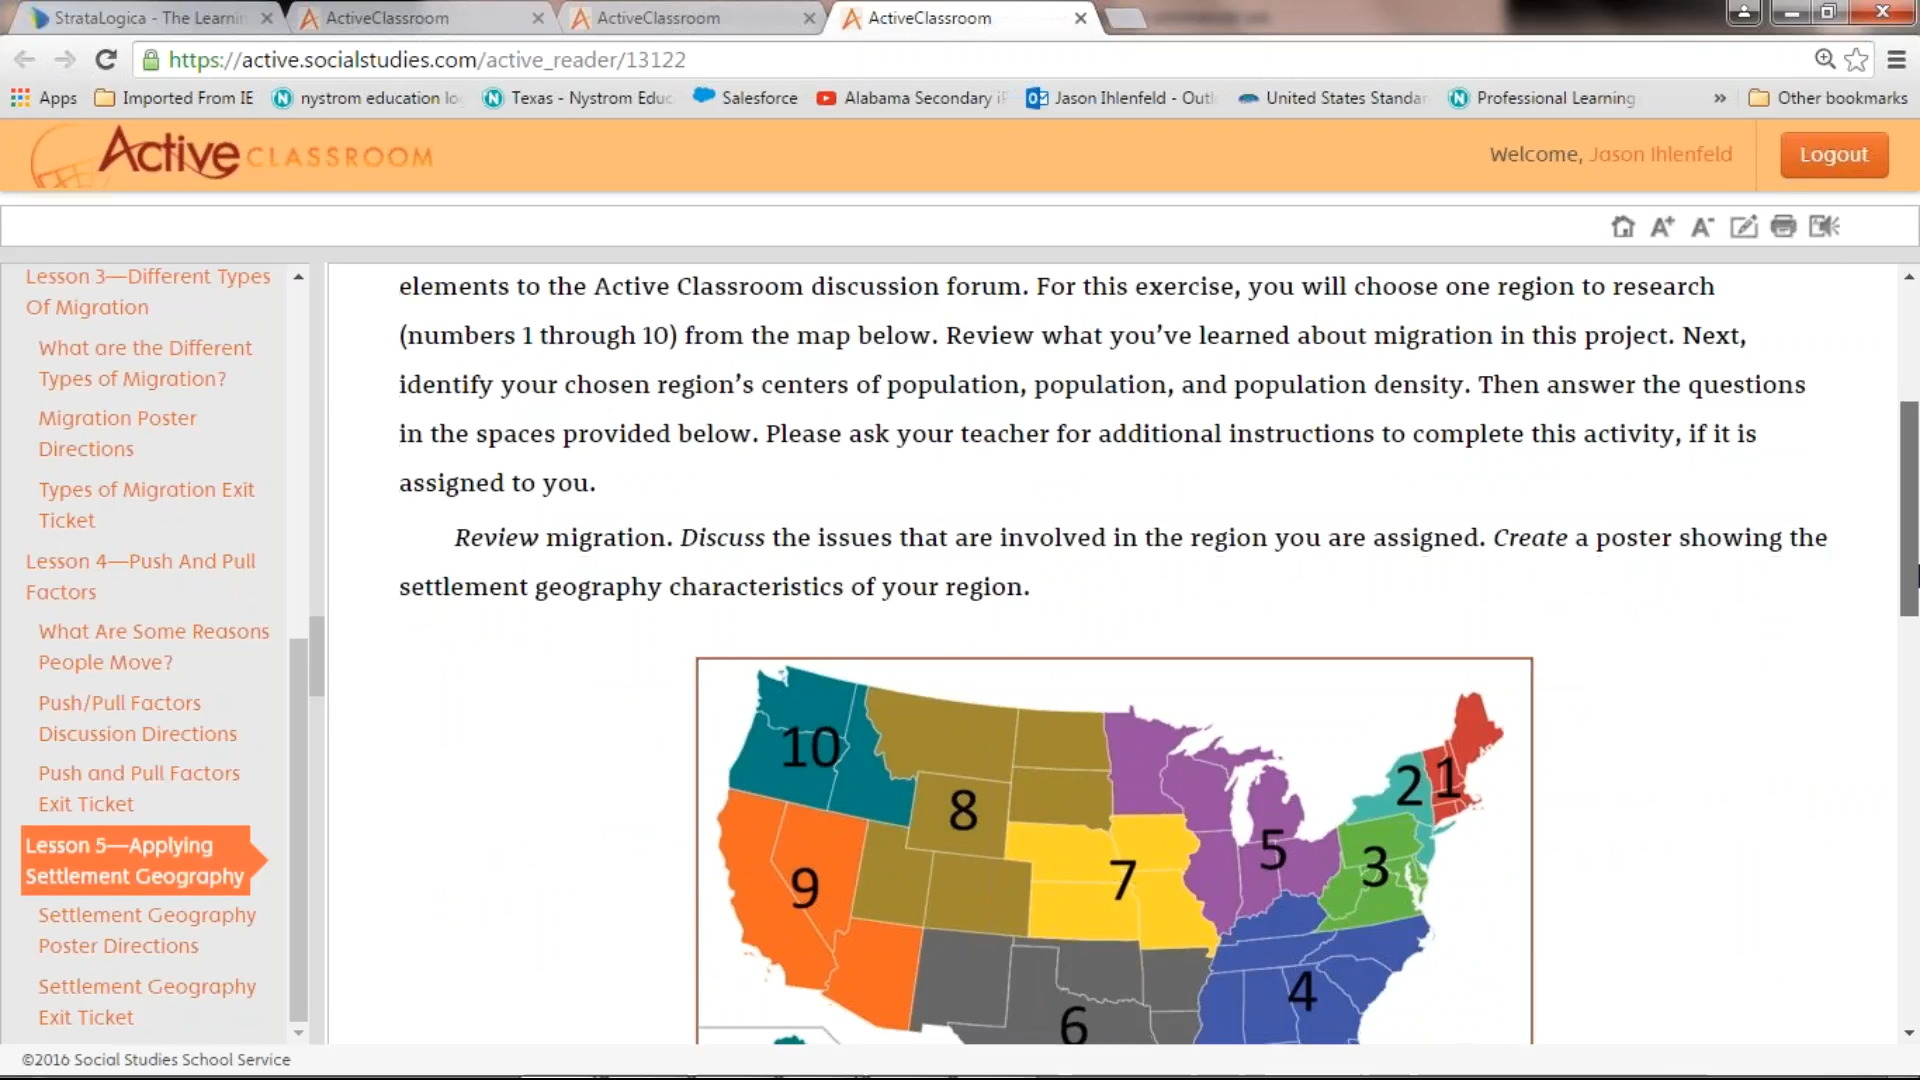 StrataLogica - The Learnin
ActiveClassroom
ActiveClassroom
ActiveClassroom
https://active.socialstudies.com/active_reader/13122
Apps
Imported From IE
nystrom education lo
Texas - Nystrom Educ
Salesforce
Alabama Secondary i
Jason Ihlenfeld - Outl
United States Standar
Professional Learning
»
Other bookmarks
Active CLASSROOM
Welcome, Jason Ihlenfeld
Logout
A+
A-
Lesson 3—Different Types
Of Migration
What are the Different
Types of Migration?
Migration Poster
Directions
Types of Migration Exit
Ticket
Lesson 4—Push And Pull
Factors
What Are Some Reasons
People Move?
Push/Pull Factors
Discussion Directions
Push and Pull Factors
Exit Ticket
Lesson 5—Applying
Settlement Geography
Settlement Geography
Poster Directions
Settlement Geography
Exit Ticket
elements to the Active Classroom discussion forum. For this exercise, you will choose one region to research
(numbers 1 through 10) from the map below. Review what you’ve learned about migration in this project. Next,
identify your chosen region’s centers of population, population, and population density. Then answer the questions
in the spaces provided below. Please ask your teacher for additional instructions to complete this activity, if it is
assigned to you.
Review migration. Discuss the issues that are involved in the region you are assigned. Create a poster showing the
settlement geography characteristics of your region.
10
8
2
1
5
3
7
9
4
6
©2016 Social Studies School Service